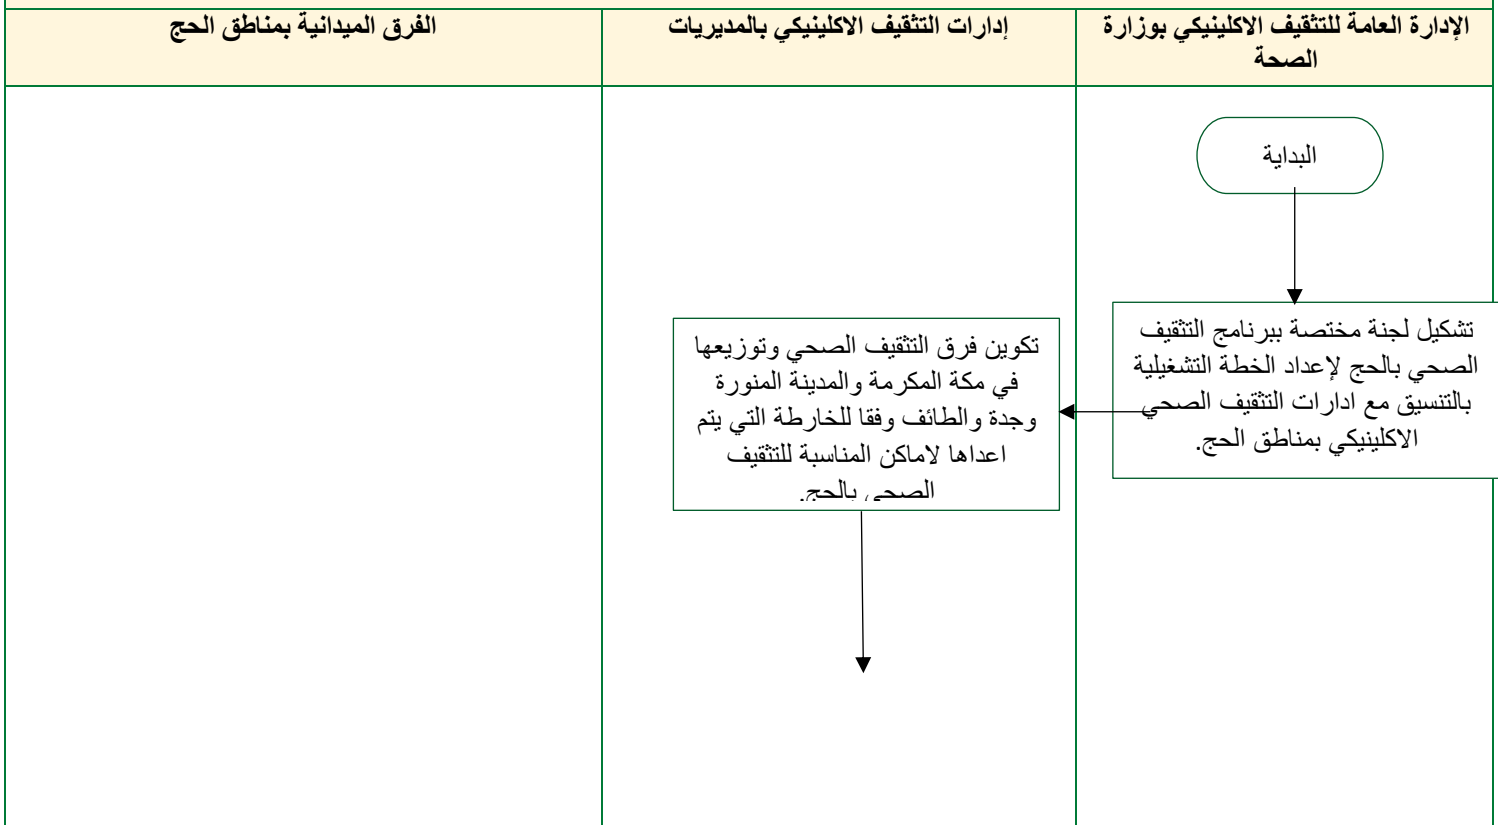 الإدارة العامة للتثقيف الاكلينيكي بوزارة
الصحة
إدارات التثقيف الاكلينيكي بالمديريات
الفرق الميدانية بمناطق الحج
البداية
تشكيل لجنة مختصة ببرنامج التثقيف
الصحي بالحج لإعداد الخطة التشغيلية
بالتنسيق مع ادارات التثقيف الصحي
الاكلينيكي بمناطق الحج.
تكوين فرق التثقيف الصحي وتوزيعها
في مكة المكرمة والمدينة المنورة
وجدة والطائف وفقا للخارطة التي يتم
اعداها لاماكن المناسبة للتثقيف
الصحي بالحج.